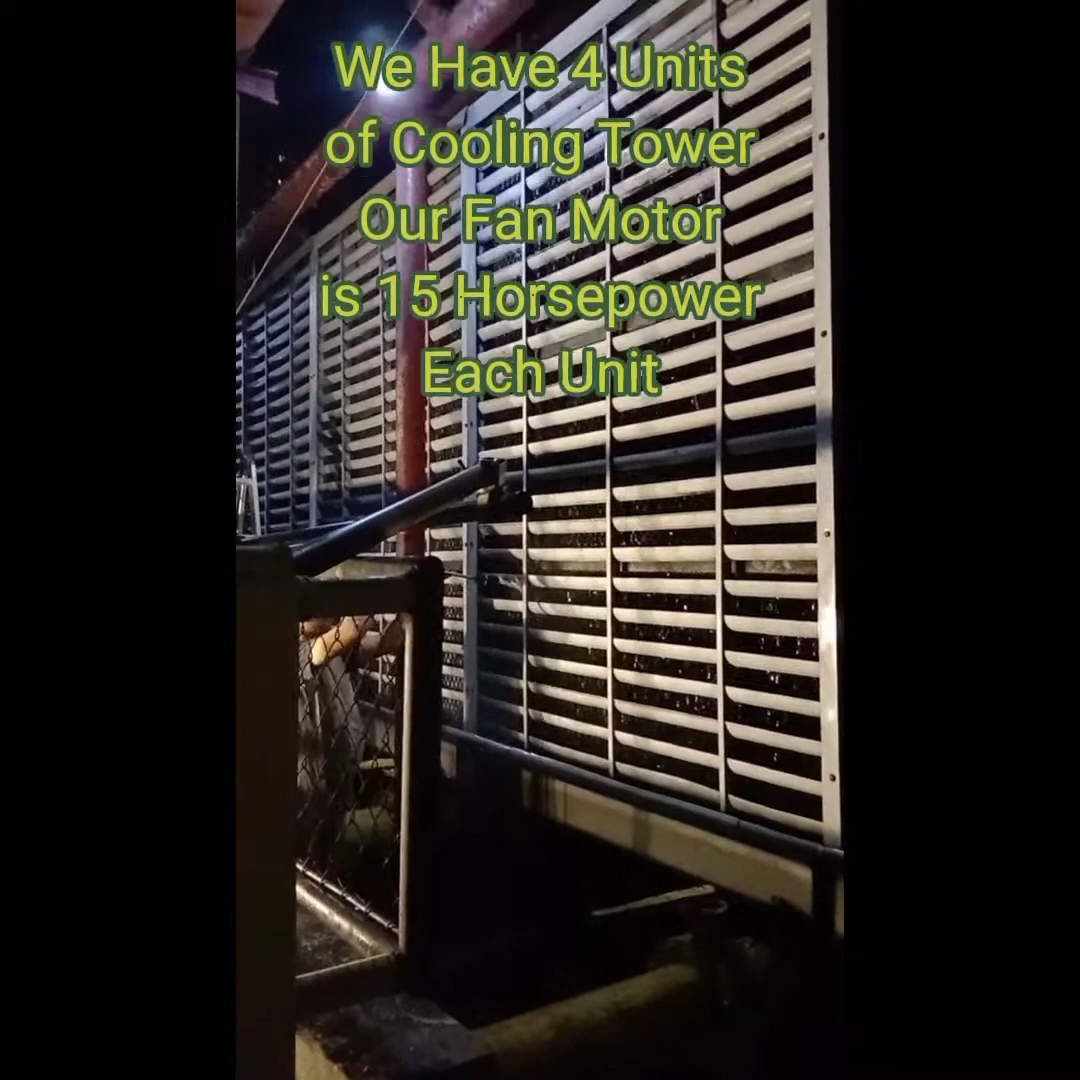 We Have 4 Units
of Cooling Tower
Our Fan Motor
is 15 Horsepower
Each Unit